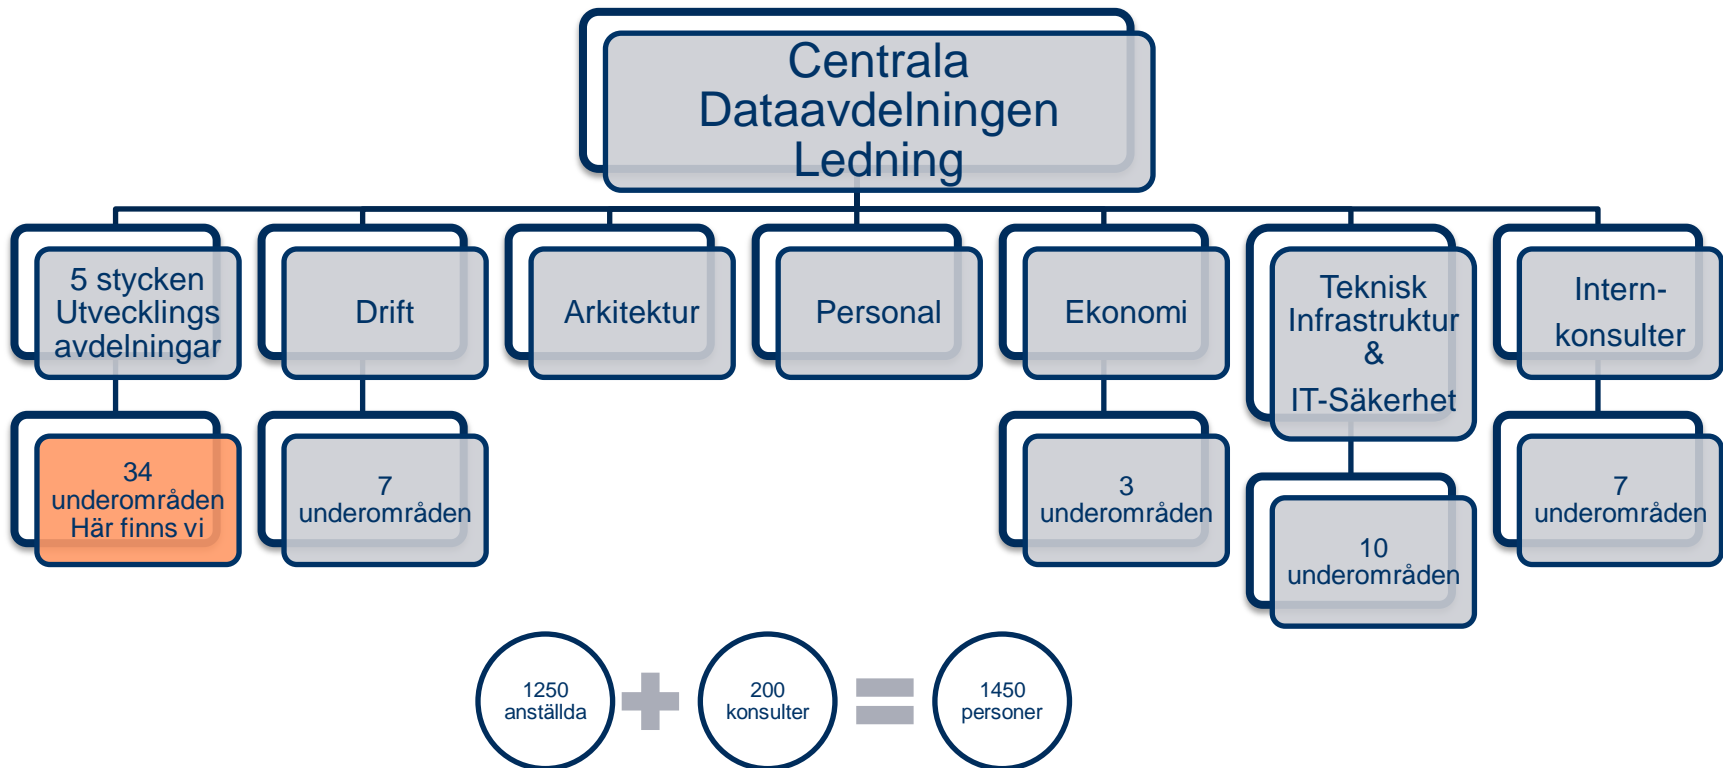 Centrala
Dataavdelningen
Ledning
5 stycken
Utvecklings
avdelningar
Drift
Arkitektur
Personal
Ekonomi
Teknisk
Infrastruktur
&
IT-Säkerhet
Intern-
konsulter
34
underområden
Här finns vi
7
underområden
3
underområden
10
underområden
7
underområden
1250
anställda
200
konsulter
1450
personer